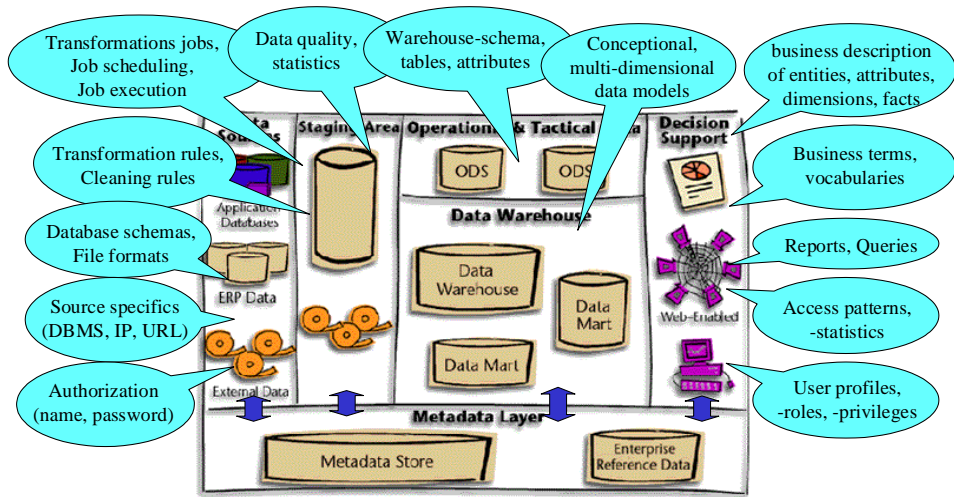 Transformations jobs,
Job scheduling,
Job execution
Data quality,
statistics
Warehouse-schema,
tables, attributes
Conceptional,
multi-dimensional
data models
business description
of entities, attributes,
dimensions, facts
Staging Area
Operation
& Tactical
Decision
Support
Transformation rules,
Cleaning rules
Application
Databases
ODS
ODS
Business terms,
vocabularies
Data Warehouse
Database schemas,
File formats
ERP Data
Data
Warehouse
Data
Mart
Reports, Queries
Web-Enabled
Source specifics
(DBMS, IP, URL)
Access patterns,
-statistics
Data Mart
External Data
Authorization
(name, password)
User profiles,
-roles, -privileges
Metadata Layer
Metadata Store
Enterprise
Reference Data